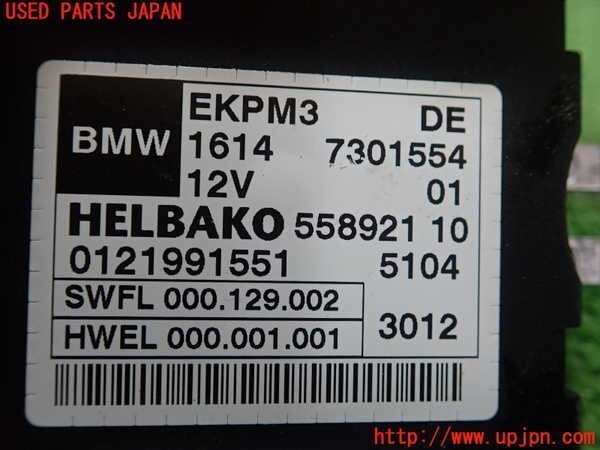 USED PARTS JAPAN
EKPM3 DE
BMW
1614 7301554
12V 01
HELBAKO 558921 10
0121991551 5104
SWFL 000.129.002
HWEL 000.001.001
3012
http://www.upjpn.com/